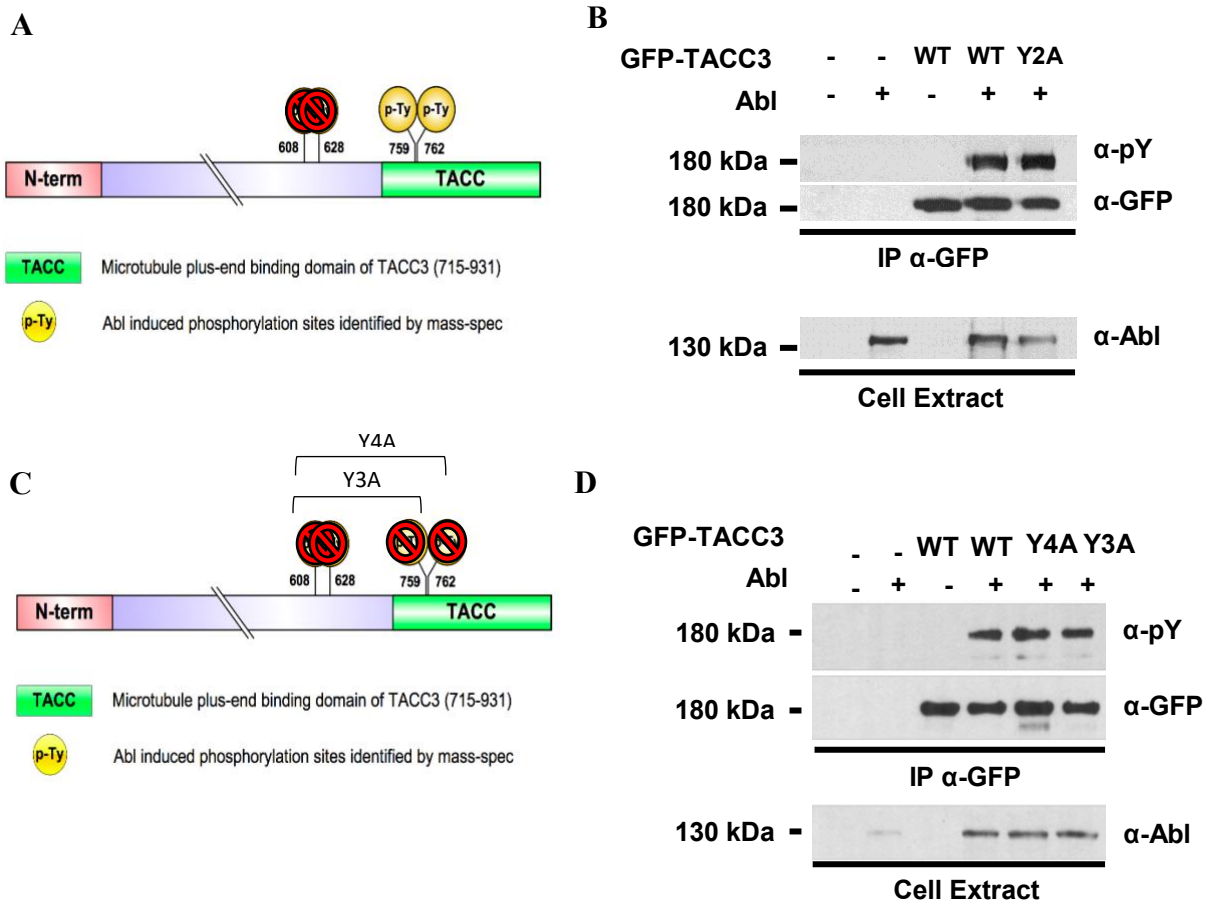 A
608 628
p-Ty p-Ty
759 762
N-term TACC
TACC Microtubule plus-end binding domain of TACC3 (715-931)
p-Ty Abl induced phosphorylation sites identified by mass-spec
B
GFP-TACC3 - - WT WT Y2A
Abl - + - + +
180 kDa α-pY
180 kDa α-GFP
IP α-GFP
130 kDa α-Abl
Cell Extract
C
Y4A
Y3A
608 628 759 762
N-term TACC
TACC Microtubule plus-end binding domain of TACC3 (715-931)
p-Ty Abl induced phosphorylation sites identified by mass-spec
D
GFP-TACC3 - - WT WT Y4A Y3A
Abl - + - + + +
180 kDa α-pY
180 kDa α-GFP
IP α-GFP
130 kDa α-Abl
Cell Extract